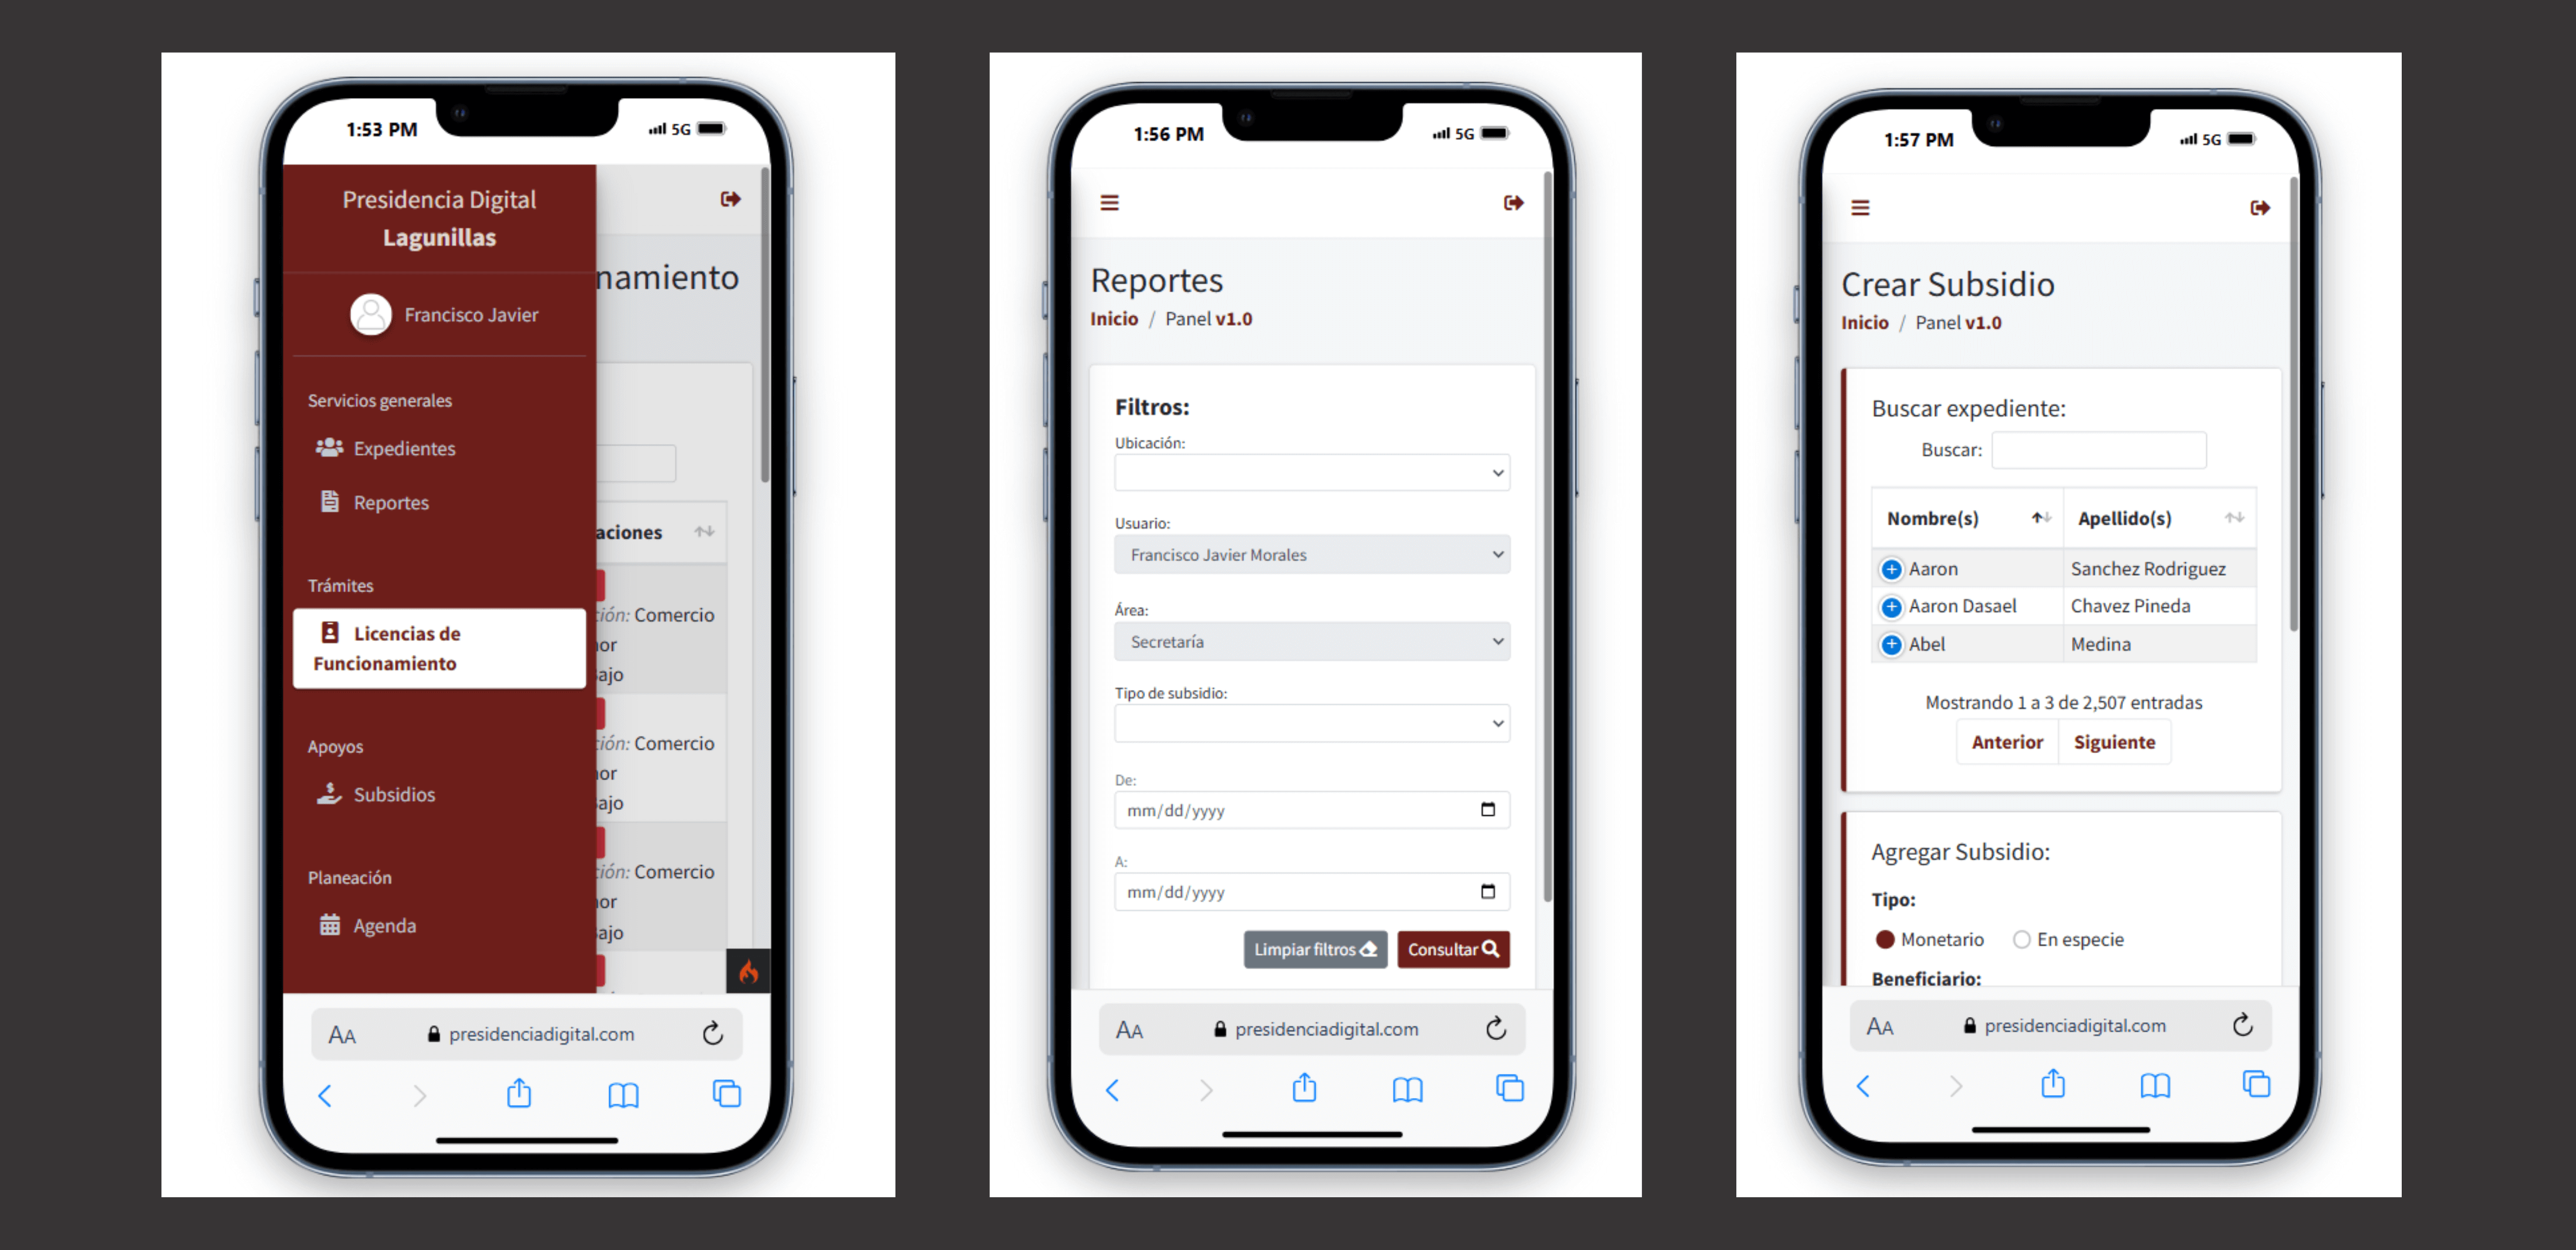 1:53 PM
5G
Presidencia Digital
Lagunillas
Francisco Javier
Servicios generales
Expedientes
Reportes
Trámites
Licencias de
Funcionamiento
Apoyos
Subsidios
Planeación
Agenda
namiento
aciones
ión: Comercio
or
ajo
ión: Comercio
or
ajo
ión: Comercio
or
ajo
AA
presidenciadigital.com
1:56 PM
5G
Reportes
Inicio / Panel v1.0
Filtros:
Ubicación:
Usuario:
Francisco Javier Morales
Área:
Secretaría
Tipo de subsidio:
De:
mm/dd/yyyy
A:
mm/dd/yyyy
Limpiar filtros
Consultar
AA
presidenciadigital.com
1:57 PM
5G
Crear Subsidio
Inicio / Panel v1.0
Buscar expediente:
Buscar:
Nombre(s) Apellido(s)
Aaron Sanchez Rodriguez
Aaron Dasael Chavez Pineda
Abel Medina
Mostrando 1 a 3 de 2,507 entradas
Anterior Siguiente
Agregar Subsidio:
Tipo:
Monetario En especie
Beneficiario:
AA
presidenciadigital.com